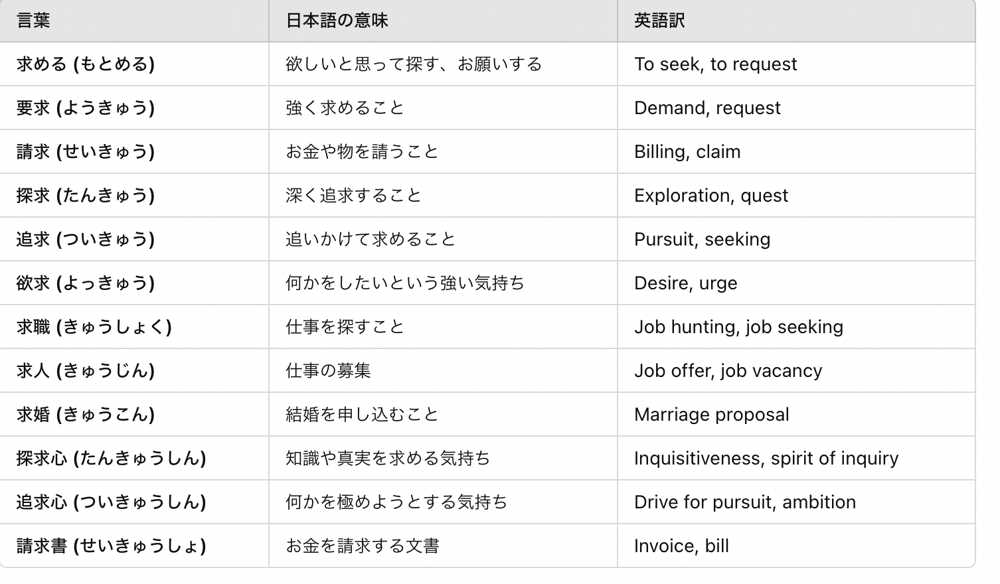 言葉 日本語の意味 英語訳
求める (もとめる) 欲しいと思って探す、お願いする To seek, to request
要求 (ようきゅう) 強く求めること Demand, request
請求 (せいきゅう) お金や物を請うこと Billing, claim
探求 (たんきゅう) 深く追求すること Exploration, quest
追求 (ついきゅう) 追いかけて求めること Pursuit, seeking
欲求 (よっきゅう) 何かをしたいという強い気持ち Desire, urge
求職 (きゅうしょく) 仕事を探すこと Job hunting, job seeking
求人 (きゅうじん) 仕事の募集 Job offer, job vacancy
求婚 (きゅうこん) 結婚を申し込むこと Marriage proposal
探求心 (たんきゅうしん) 知識や真実を求める気持ち Inquisitiveness, spirit of inquiry
追求心 (ついきゅうしん) 何かを極めようとする気持ち Drive for pursuit, ambition
請求書 (せいきゅうしょ) お金を請求する文書 Invoice, bill